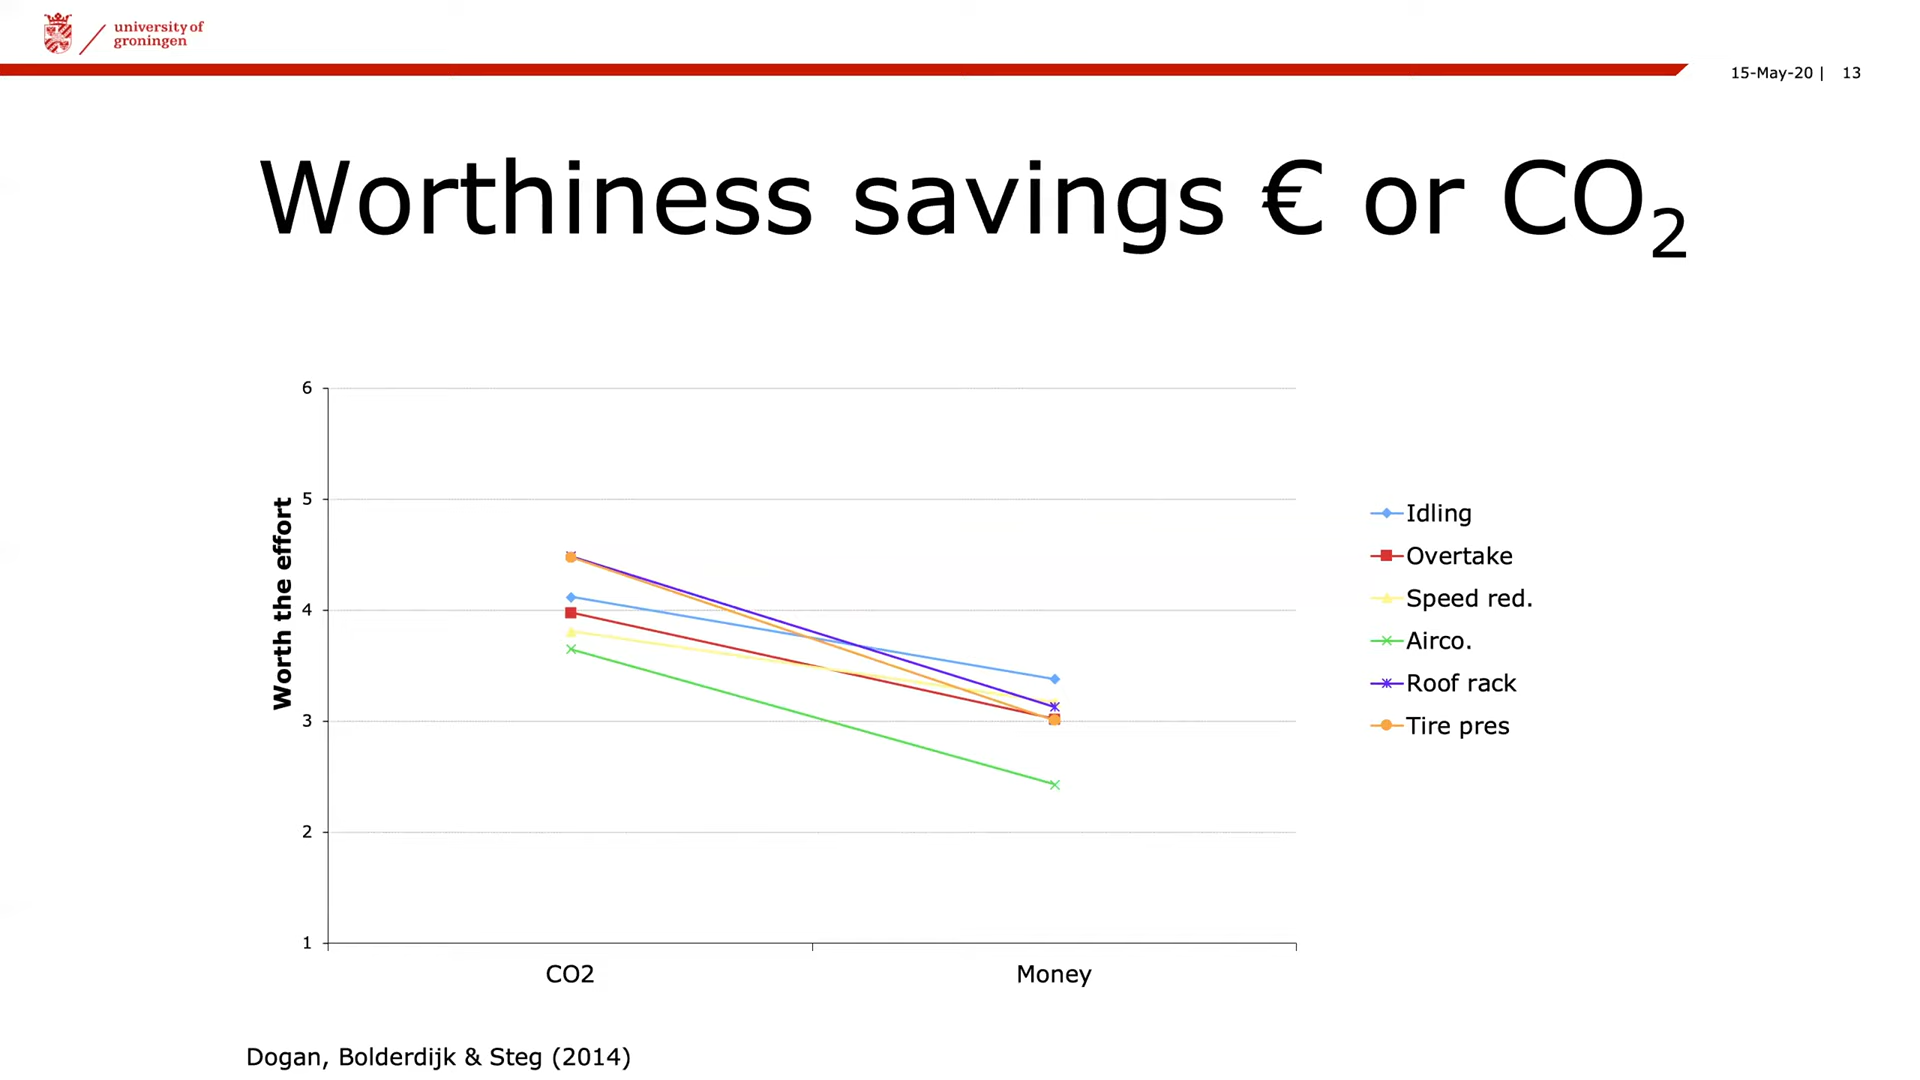 university of
groningen
15-May-20 | 13
Worthiness savings € or CO₂
6
5
4
3
2
1
Worth the effort
CO2
Money
Idling
Overtake
Speed red.
Airco.
Roof rack
Tire pres
Dogan, Bolderdijk & Steg (2014)